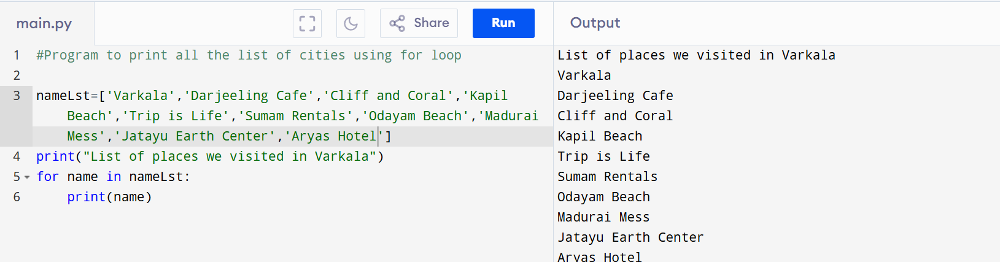 main.py
Share
Run
Output
1 #Program to print all the list of cities using for loop
2
3 nameLst=['Varkala','Darjeeling Cafe','Cliff and Coral','Kapil
Beach','Trip is Life','Sumam Rentals','Odayam Beach','Madurai
Mess','Jatayu Earth Center','Aryas Hotel']
4 print("List of places we visited in Varkala")
5 for name in nameLst:
6 print(name)
List of places we visited in Varkala
Varkala
Darjeeling Cafe
Cliff and Coral
Kapil Beach
Trip is Life
Sumam Rentals
Odayam Beach
Madurai Mess
Jatayu Earth Center
Aryas Hotel